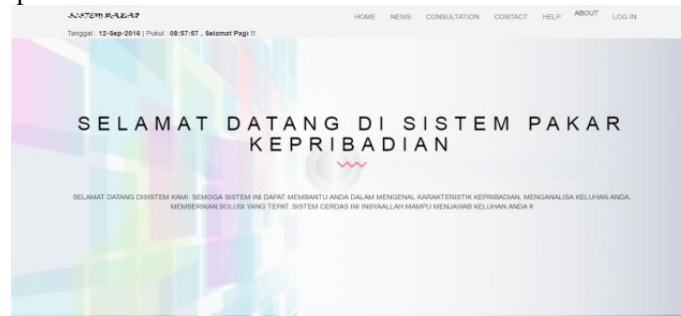 SISTEM PAKAR
HOME NEWS CONSULTATION CONTACT HELP ABOUT LOG IN
Tanggal : 12-Sep-2016 | Pukul : 08:57:57 , Selamat Pagi !!
SELAMAT DATANG DI SISTEM PAKAR
KEPRIBADIAN
SELAMAT DATANG DISISTEM KAMI. SEMOGA SISTEM INI DAPAT MEMBANTU ANDA DALAM MENGENAL KARAKTERISTIK KEPRIBADIAN, MENGANALISA KELUHAN ANDA,
MEMBERIKAN SOLUSI YANG TEPAT. SISTEM CERDAS INI INSYAALLAH MAMPU MENJAWAB KELUHAN ANDA !!